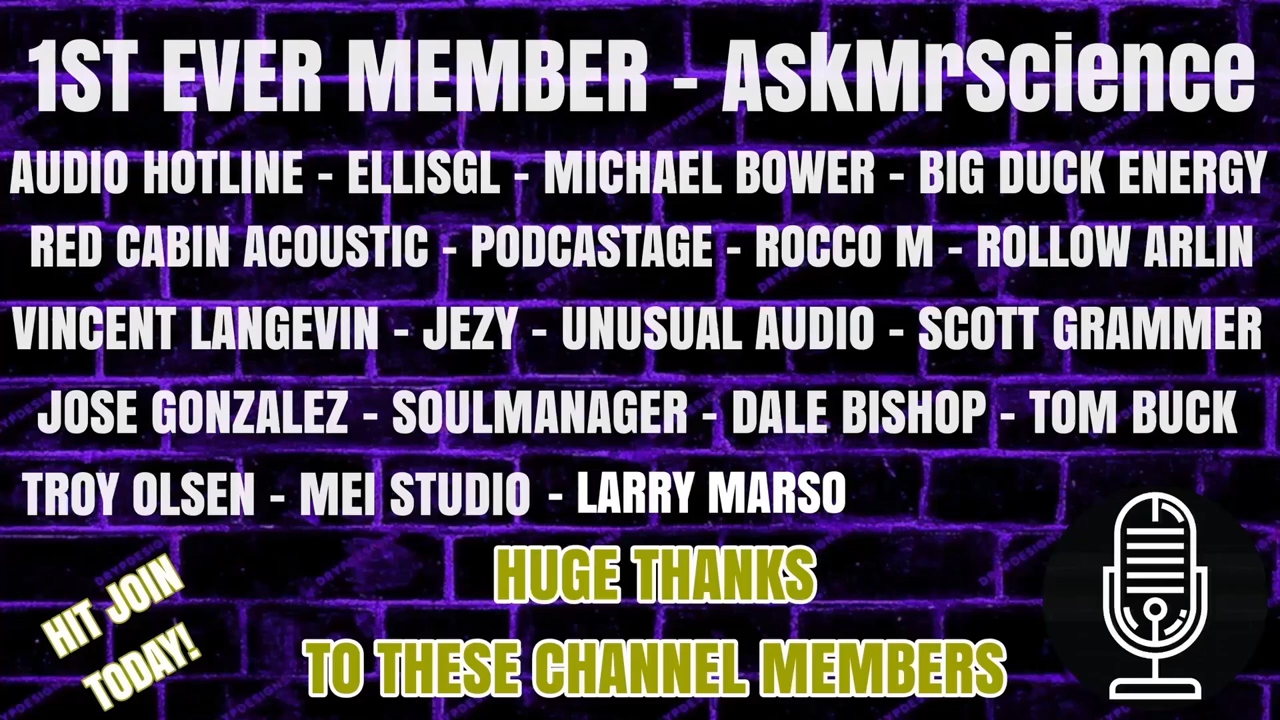 1ST EVER MEMBER - AskMrScience
AUDIO HOTLINE - ELLISGL - MICHAEL BOWER - BIG DUCK ENERGY
RED CABIN ACOUSTIC - PODCASTAGE - ROCCO M - ROLLOW ARLIN
VINCENT LANGEVIN - JEZY - UNUSUAL AUDIO - SCOTT GRAMMER
JOSE GONZALEZ - SOULMANAGER - DALE BISHOP - TOM BUCK
TROY OLSEN - MEI STUDIO - LARRY MARSO
HUGE THANKS
TO THESE CHANNEL MEMBERS
HIT JOIN
TODAY!